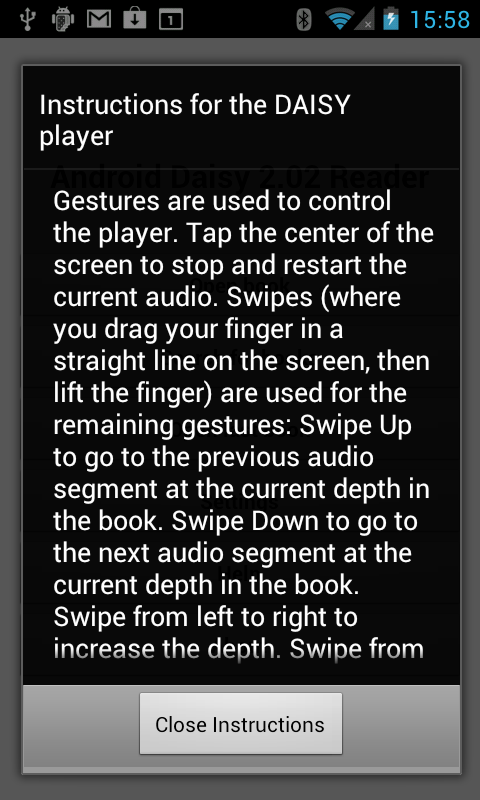 1
15:58
Instructions for the DAISY
player
Android Daisy 2.02 Reader
Gestures are used to control
the player. Tap the center of the
screen to stop and restart the
current audio. Swipes (where
you drag your finger in a
straight line on the screen, then
lift the finger) are used for the
remaining gestures: Swipe Up
to go to the previous audio
segment at the current depth in
the book. Swipe Down to go to
the next audio segment at the
current depth in the book.
Swipe from left to right to
increase the depth. Swipe from
Close Instructions